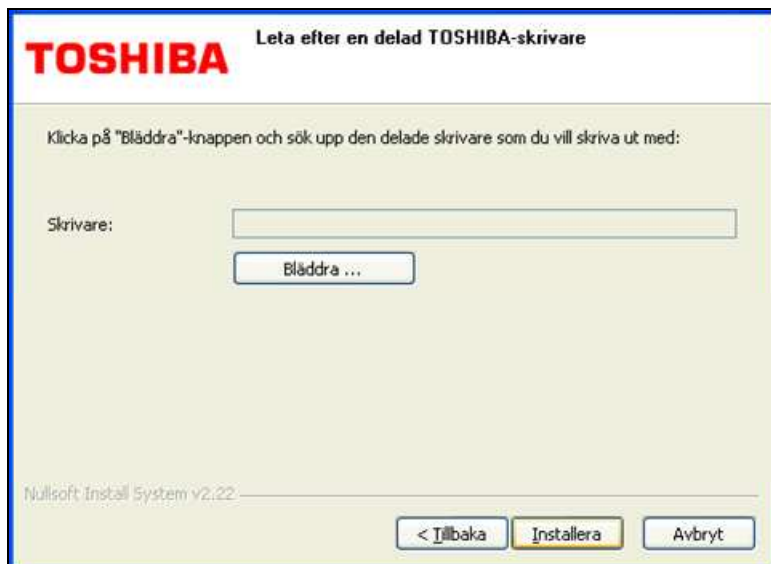 TOSHIBA
Leta efter en delad TOSHIBA-skrivare
Klicka på "Bläddra"-knappen och sök upp den delade skrivare som du vill skriva ut med:
Skrivare:
Bläddra ...
Nullsoft Install System v2.22
< Tillbaka
Installera
Avbryt